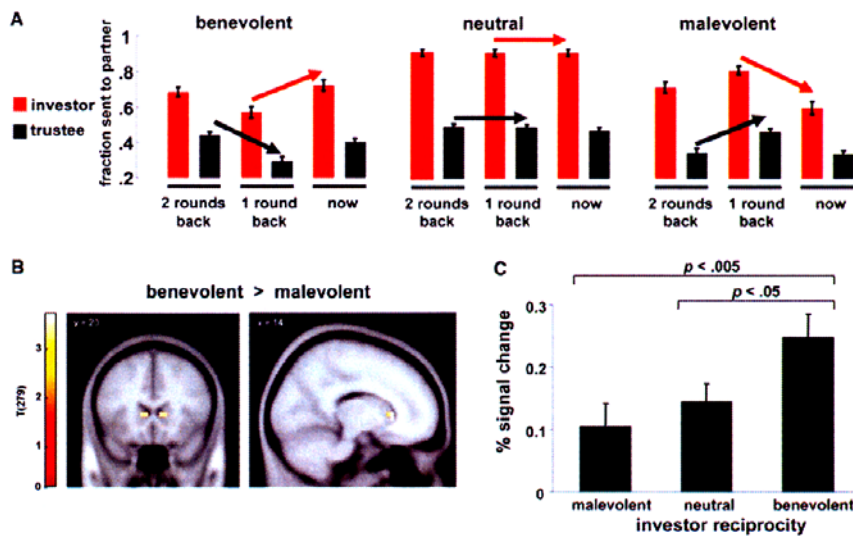 A
benevolent
neutral
malevolent
fraction sent to partner
1
.8
.6
.4
.2
investor
trustee
2 rounds back
1 round back
now
2 rounds back
1 round back
now
2 rounds back
1 round back
now
B
benevolent > malevolent
T(279)
3
2
1
0
C
p < .005
p < .05
% signal change
0.3
0.2
0.1
0
malevolent
neutral
benevolent
investor reciprocity